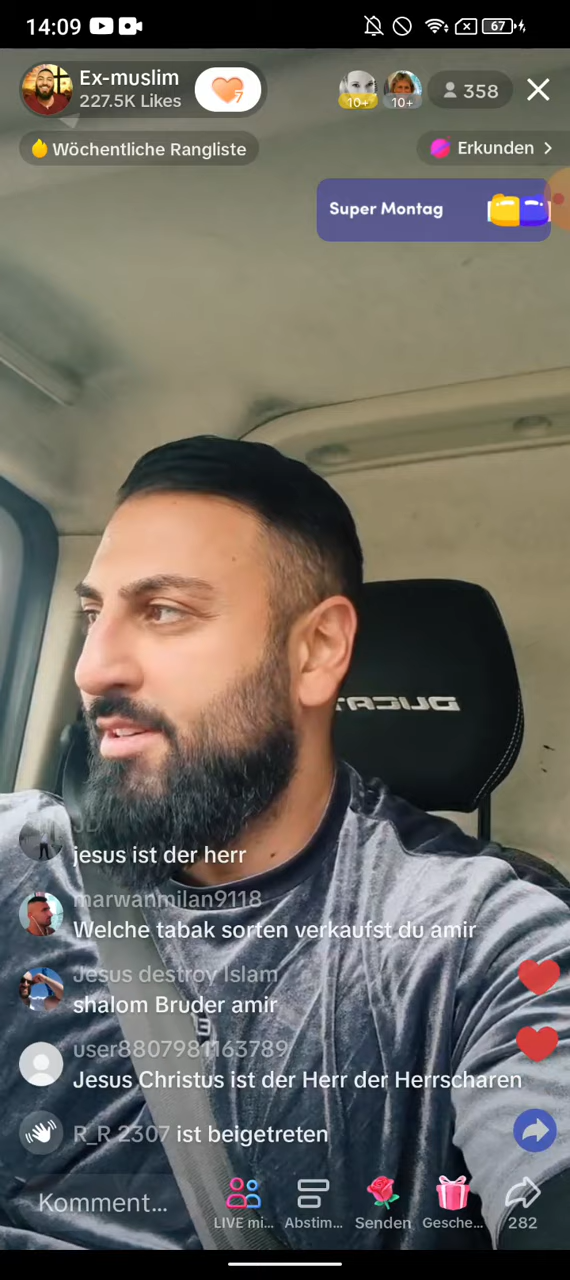 14:09
67
Ex-muslim
227.5K Likes
7
10+
10+
358
Wöchentliche Rangliste
Erkunden
Super Montag
DUCATO
jesus ist der herr
marwanmilan9118
Welche tabak sorten verkaufst du amir
Jesus destroy Islam
shalom Bruder amir
user8807981163789
Jesus Christus ist der Herr der Herrscharen
R_R 2307 ist beigetreten
Komment...
LIVE mi...
Abstim...
Senden
Gesche...
282